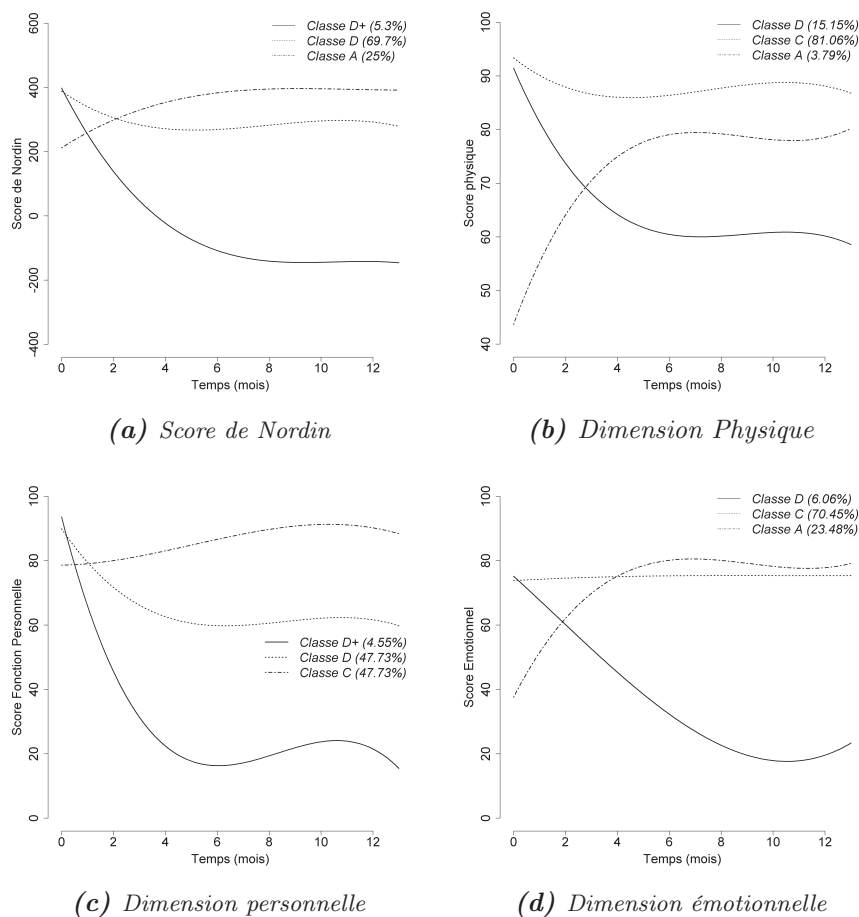 600
400
200
0
-200
400
Score de Nordin
Classe D+ (5.3%)
Classe D (69.7%)
Classe A (25%)
0 2 4 6 8 10 12
Temps (mois)
(a) Score de Nordin
100
90
80
70
60
50
40
Score physique
Classe D (15.15%)
Classe C (81.06%)
Classe A (3.79%)
0 2 4 6 8 10 12
Temps (mois)
(b) Dimension Physique
100
80
60
40
20
0
Score Fonction Personnelle
Classe D+ (4.55%)
Classe D (47.73%)
Classe C (47.73%)
0 2 4 6 8 10 12
Temps (mois)
(c) Dimension personnelle
100
80
60
40
20
0
Score Emotionnel
Classe D (6.06%)
Classe C (70.45%)
Classe A (23.48%)
0 2 4 6 8 10 12
Temps (mois)
(d) Dimension émotionnelle